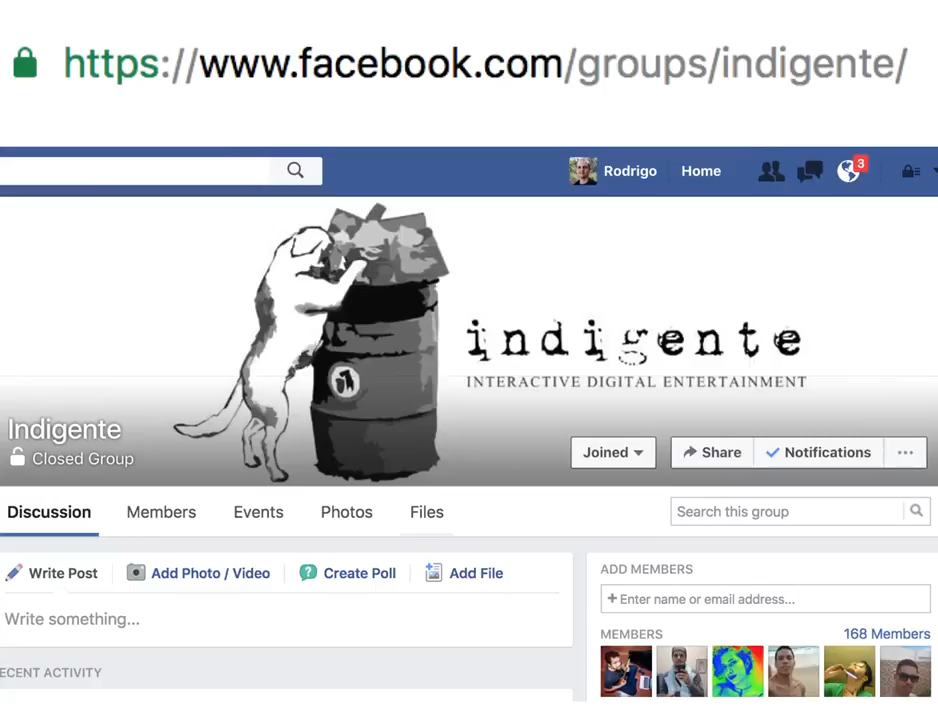 https://www.facebook.com/groups/indigente/
Rodrigo Home 3
indigente
INTERACTIVE DIGITAL ENTERTAINMENT
Indigente
Closed Group
Joined Share Notifications ...
Discussion Members Events Photos Files Search this group
Write Post Add Photo / Video Create Poll Add File
Write something...
ECENT ACTIVITY
ADD MEMBERS
+ Enter name or email address...
MEMBERS 168 Members